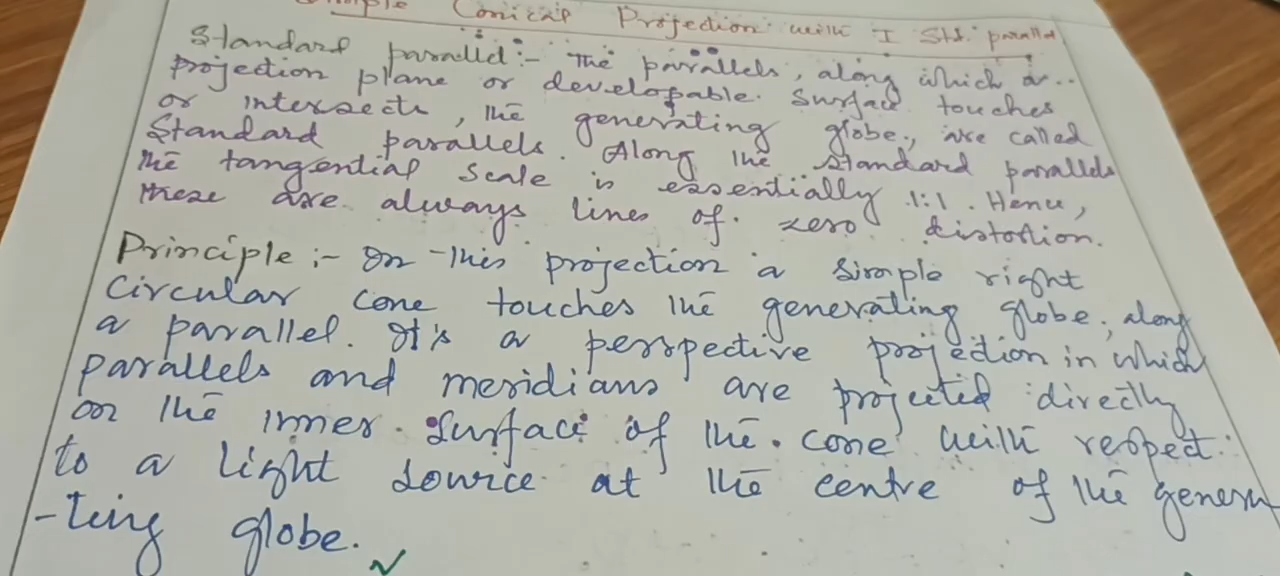 Simple Conical Projection with I Std. parallel
Standard parallel :- The parallels, along which a
projection plane or developable surface touches
or intersects, the generating globe, are called
Standard parallels. Along the standard parallels
the tangential scale is essentially 1:1. Hence,
these are always lines of zero distortion.
Principle :- On this projection a simple right
circular cone touches the generating globe, along
a parallel. It's a perspective projection in which
parallels and meridians are projected directly
on the inner surface of the cone with respect
to a light source at the centre of the genera
-ting globe.